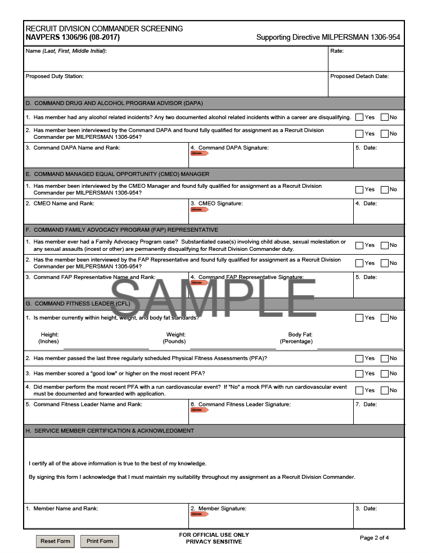 RECRUIT DIVISION COMMANDER SCREENING
NAVPERS 1306/96 (08-2017) Supporting Directive MILPERSMAN 1306-954
Name (Last, First, Middle Initial): Rate:
Proposed Duty Station: Proposed Detach Date:
D. COMMAND DRUG AND ALCOHOL PROGRAM ADVISOR (DAPA)
1. Has member had any alcohol related incidents? Any two documented alcohol related incidents within a career are disqualifying. Yes No
2. Has member been interviewed by the Command DAPA and found fully qualified for assignment as a Recruit Division
Commander per MILPERSMAN 1306-954? Yes No
3. Command DAPA Name and Rank: 4. Command DAPA Signature: 5. Date:
E. COMMAND MANAGED EQUAL OPPORTUNITY (CMEO) MANAGER
1. Has member been interviewed by the CMEO Manager and found fully qualified for assignment as a Recruit Division
Commander per MILPERSMAN 1306-954? Yes No
2. CMEO Name and Rank: 3. CMEO Signature: 4. Date:
F. COMMAND FAMILY ADVOCACY PROGRAM (FAP) REPRESENTATIVE
1. Has member ever had a Family Advocacy Program case? Substantiated case(s) involving child abuse, sexual molestation or
any sexual assaults (incest or other) are permanently disqualifying for Recruit Division Commander duty. Yes No
2. Has the member been interviewed by the FAP Representative and found fully qualified for assignment as a Recruit Division
Commander per MILPERSMAN 1306-954? Yes No
3. Command FAP Representative Name and Rank: 4. Command FAP Representative Signature: 5. Date:
SAMPLE
G. COMMAND FITNESS LEADER (CFL)
1. Is member currently within height, weight, and body fat standards? Yes No
Height: Weight: Body Fat:
(Inches) (Pounds) (Percentage)
2. Has member passed the last three regularly scheduled Physical Fitness Assessments (PFA)? Yes No
3. Has member scored a "good low" or higher on the most recent PFA? Yes No
4. Did member perform the most recent PFA with a run cardiovascular event? If "No" a mock PFA with run cardiovascular event
must be documented and forwarded with application. Yes No
5. Command Fitness Leader Name and Rank: 6. Command Fitness Leader Signature: 7. Date:
H. SERVICE MEMBER CERTIFICATION & ACKNOWLEDGMENT
I certify all of the above information is true to the best of my knowledge.
By signing this form I acknowledge that I must maintain my suitability throughout my assignment as a Recruit Division Commander.
1. Member Name and Rank: 2. Member Signature: 3. Date:
Reset Form Print Form FOR OFFICIAL USE ONLY Page 2 of 4
PRIVACY SENSITIVE